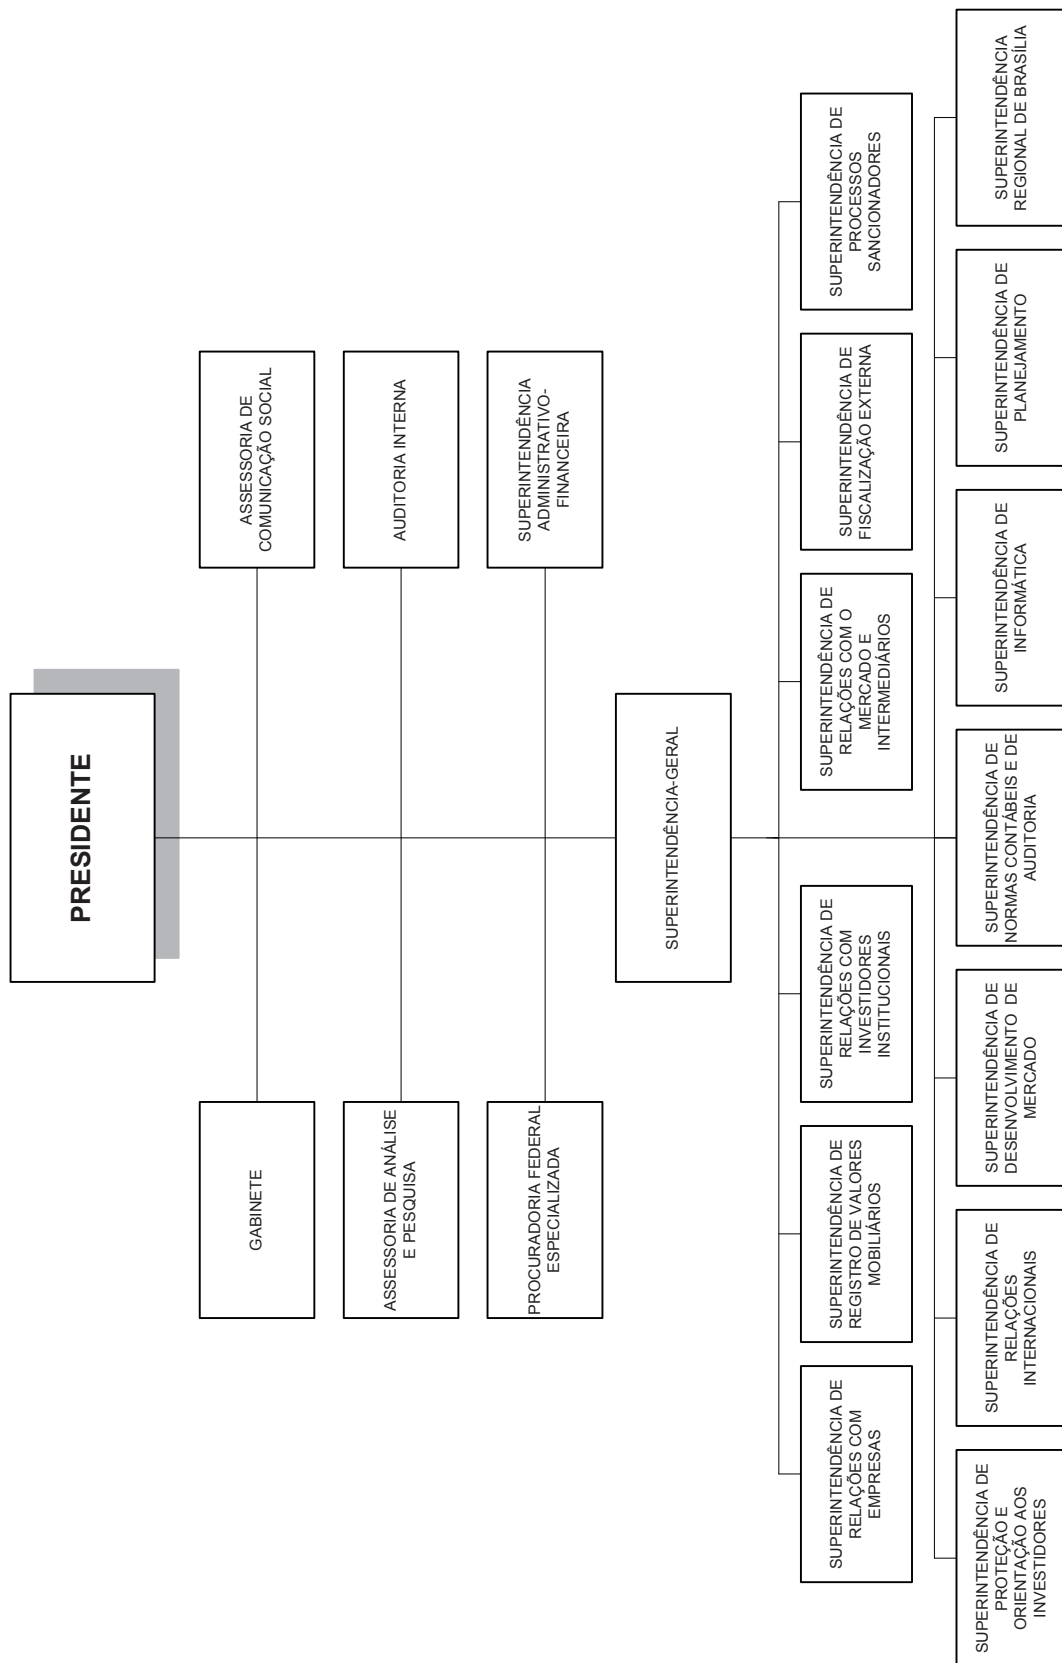 PRESIDENTE
GABINETE
ASSESSORIA DE
COMUNICAÇÃO SOCIAL
ASSESSORIA DE ANÁLISE
E PESQUISA
AUDITORIA INTERNA
PROCURADORIA FEDERAL
ESPECIALIZADA
SUPERINTENDÊNCIA
ADMINISTRATIVO-
FINANCEIRA
SUPERINTENDÊNCIA-GERAL
SUPERINTENDÊNCIA DE
RELAÇÕES COM
EMPRESAS
SUPERINTENDÊNCIA DE
REGISTRO DE VALORES
MOBILIÁRIOS
SUPERINTENDÊNCIA DE
RELAÇÕES COM
INVESTIDORES
INSTITUCIONAIS
SUPERINTENDÊNCIA DE
RELAÇÕES COM O
MERCADO E
INTERMEDIÁRIOS
SUPERINTENDÊNCIA DE
FISCALIZAÇÃO EXTERNA
SUPERINTENDÊNCIA DE
PROCESSOS
SANCIONADORES
SUPERINTENDÊNCIA DE
PROTEÇÃO E
ORIENTAÇÃO AOS
INVESTIDORES
SUPERINTENDÊNCIA DE
RELAÇÕES
INTERNACIONAIS
SUPERINTENDÊNCIA DE
DESENVOLVIMENTO DE
MERCADO
SUPERINTENDÊNCIA DE
NORMAS CONTÁBEIS E DE
AUDITORIA
SUPERINTENDÊNCIA DE
INFORMÁTICA
SUPERINTENDÊNCIA DE
PLANEJAMENTO
SUPERINTENDÊNCIA
REGIONAL DE BRASÍLIA